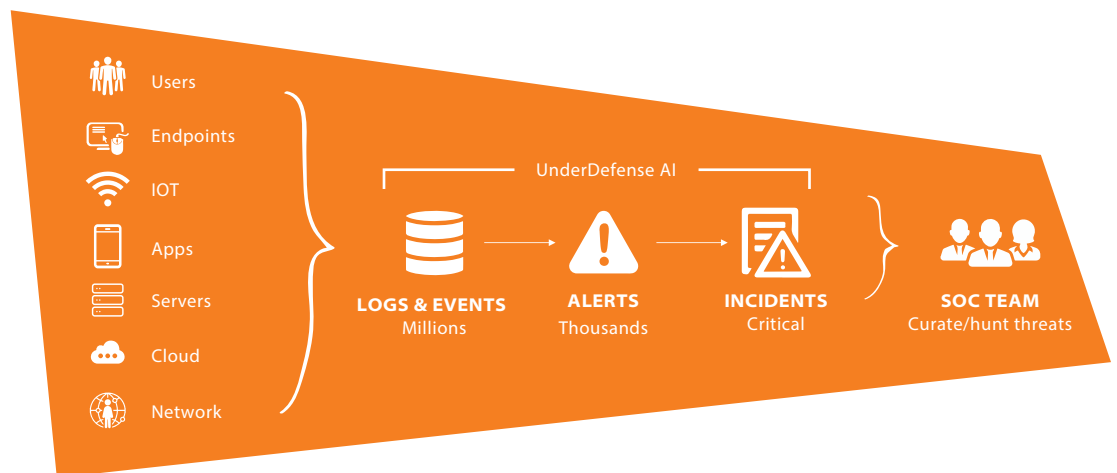 Users
Endpoints
IOT
Apps
Servers
Cloud
Network
UnderDefense AI
LOGS & EVENTS
Millions
ALERTS
Thousands
INCIDENTS
Critical
SOC TEAM
Curate/hunt threats